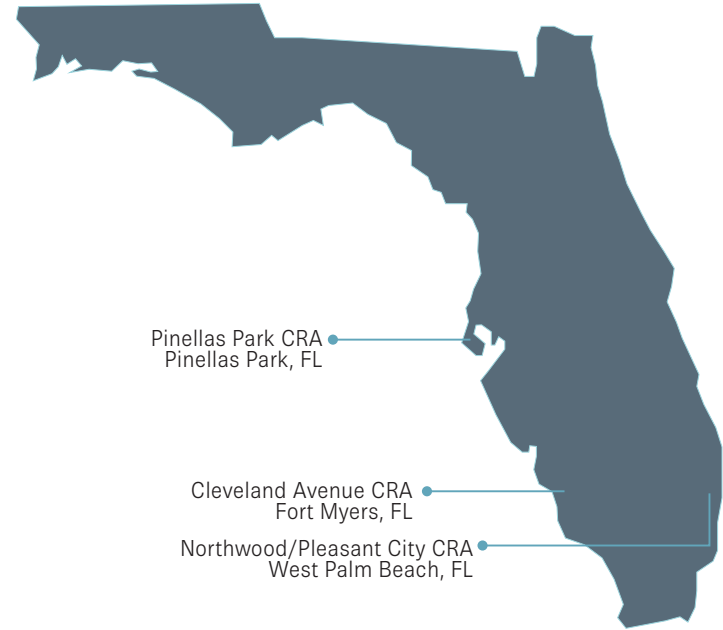 Pinellas Park CRA
Pinellas Park, FL
Cleveland Avenue CRA
Fort Myers, FL
Northwood/Pleasant City CRA
West Palm Beach, FL